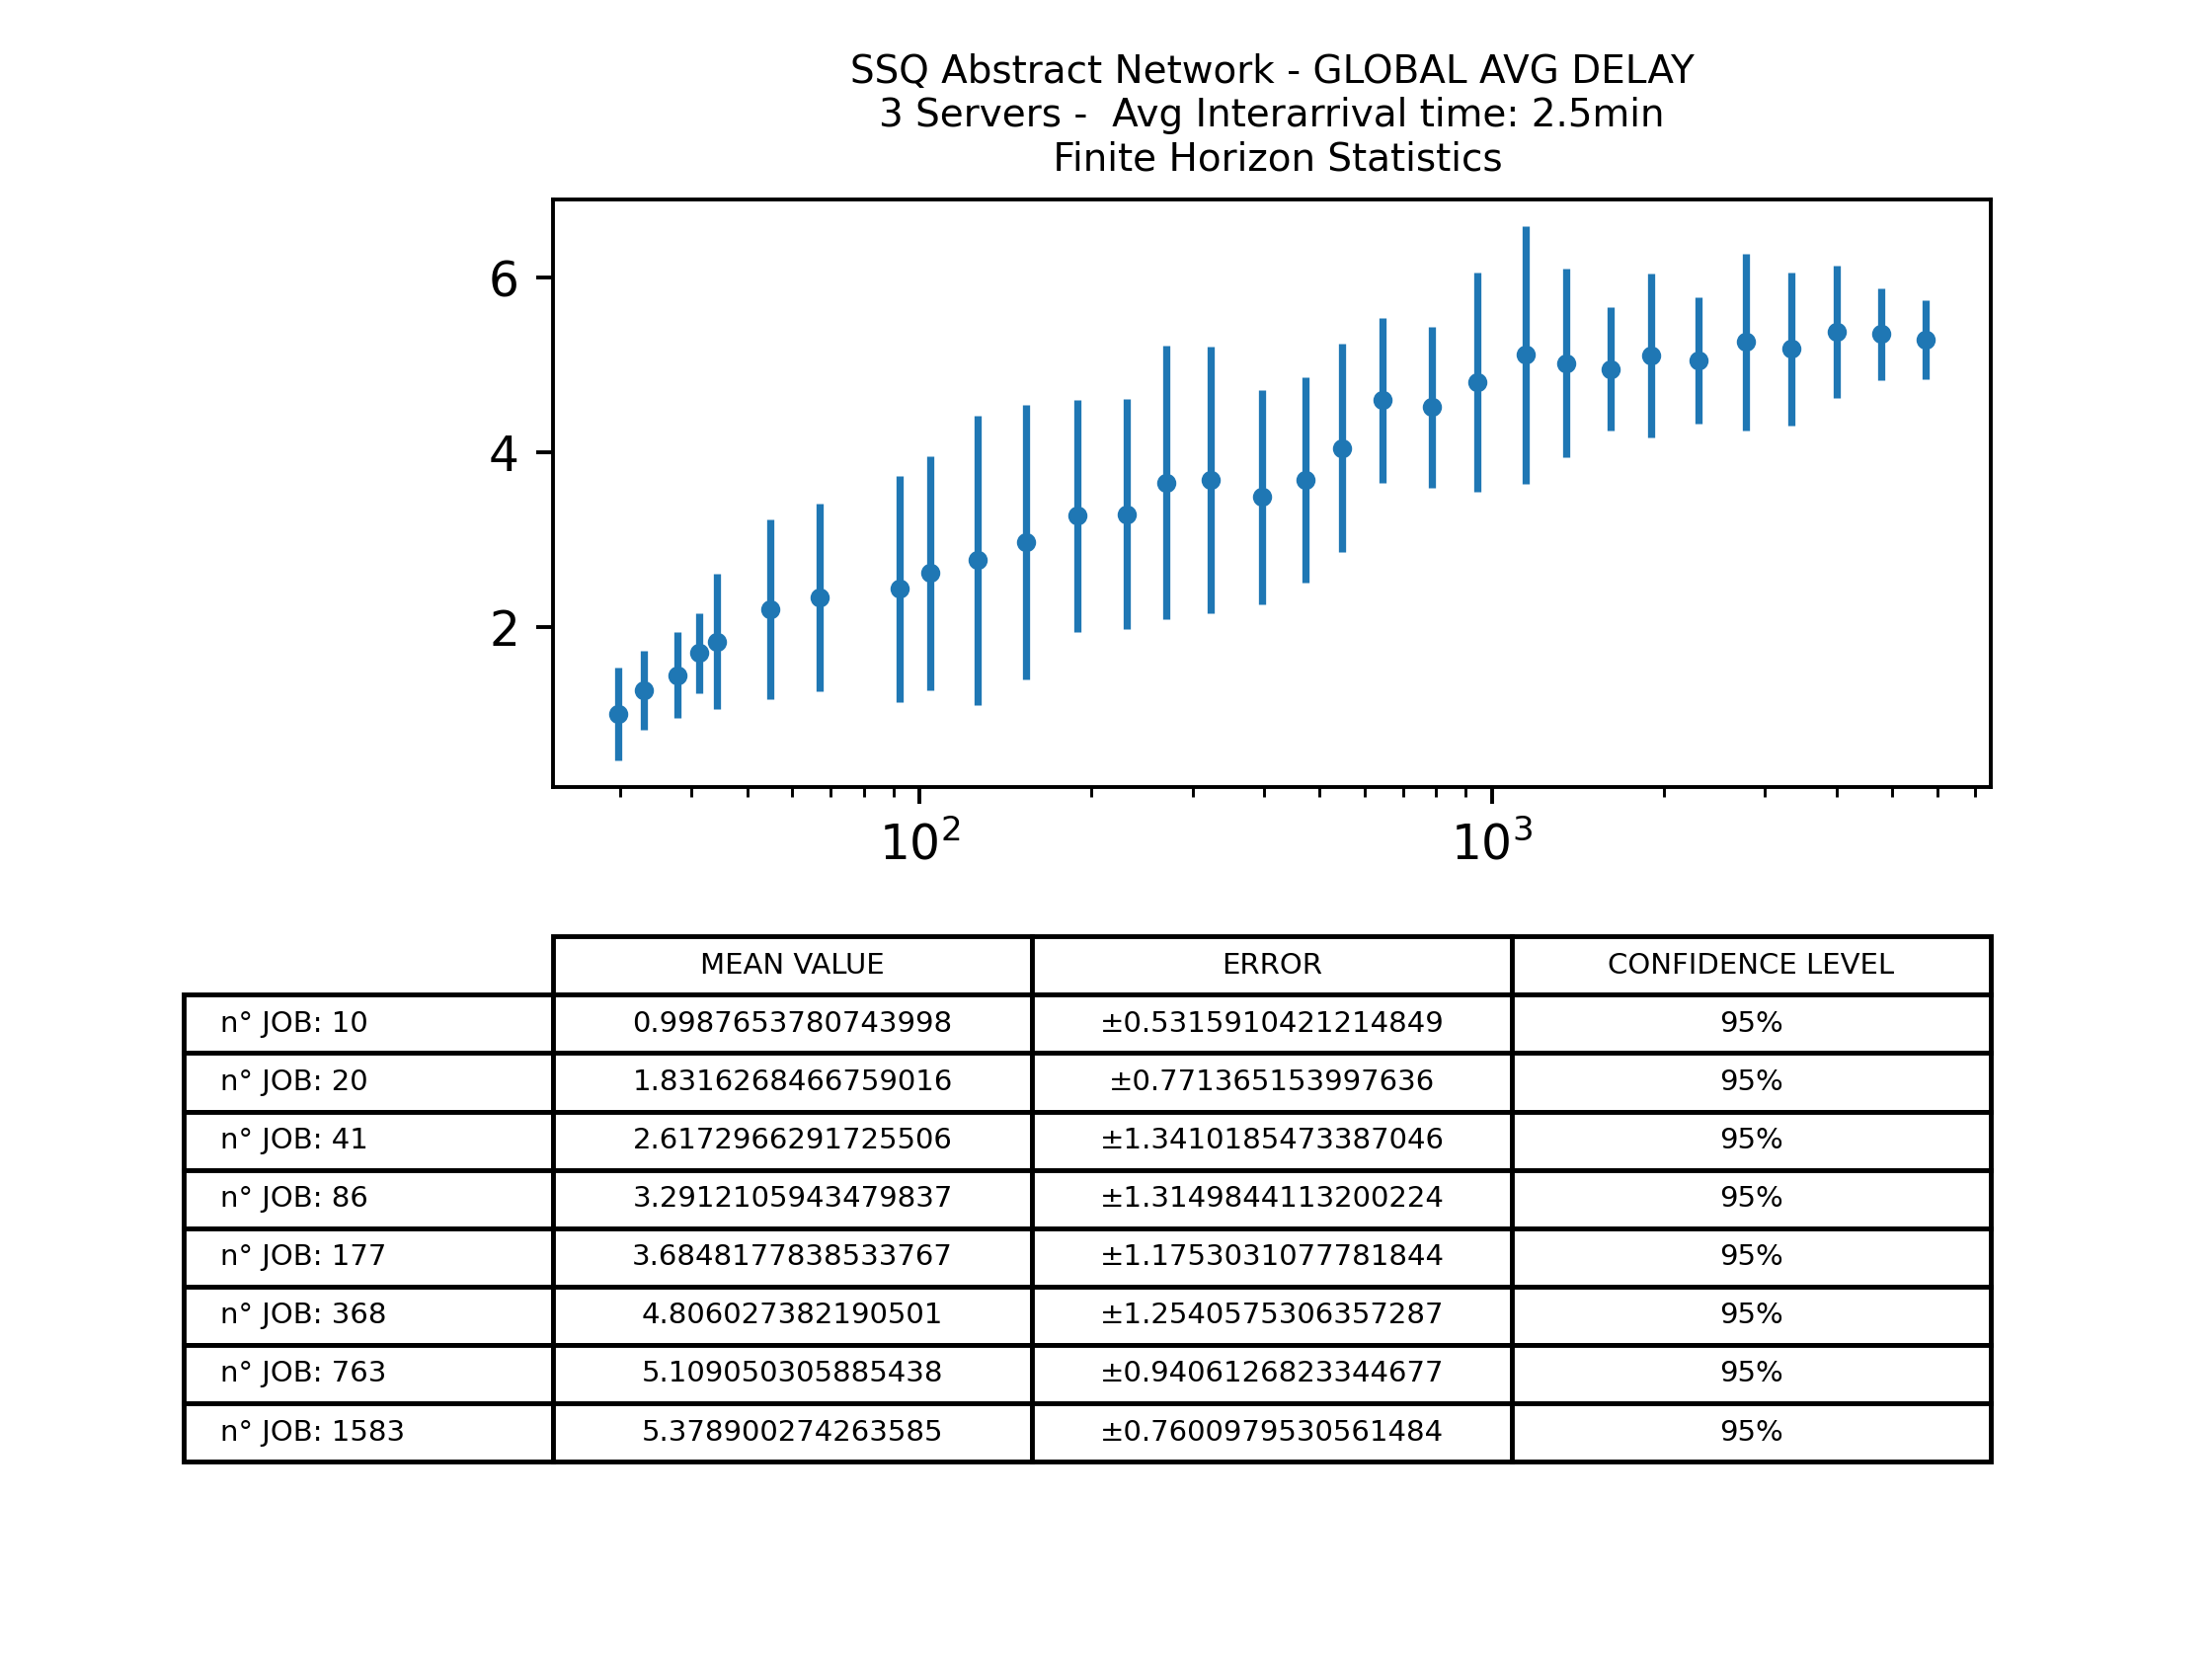 SSQ Abstract Network - GLOBAL AVG DELAY
3 Servers -  Avg Interarrival time: 2.5min
Finite Horizon Statistics
6
4
2
10²
10³
MEAN VALUE ERROR CONFIDENCE LEVEL
n° JOB: 10 0.9987653780743998 ±0.5315910421214849 95%
n° JOB: 20 1.8316268466759016 ±0.771365153997636 95%
n° JOB: 41 2.6172966291725506 ±1.3410185473387046 95%
n° JOB: 86 3.2912105943479837 ±1.3149844113200224 95%
n° JOB: 177 3.6848177838533767 ±1.1753031077781844 95%
n° JOB: 368 4.806027382190501 ±1.2540575306357287 95%
n° JOB: 763 5.109050305885438 ±0.9406126823344677 95%
n° JOB: 1583 5.378900274263585 ±0.7600979530561484 95%